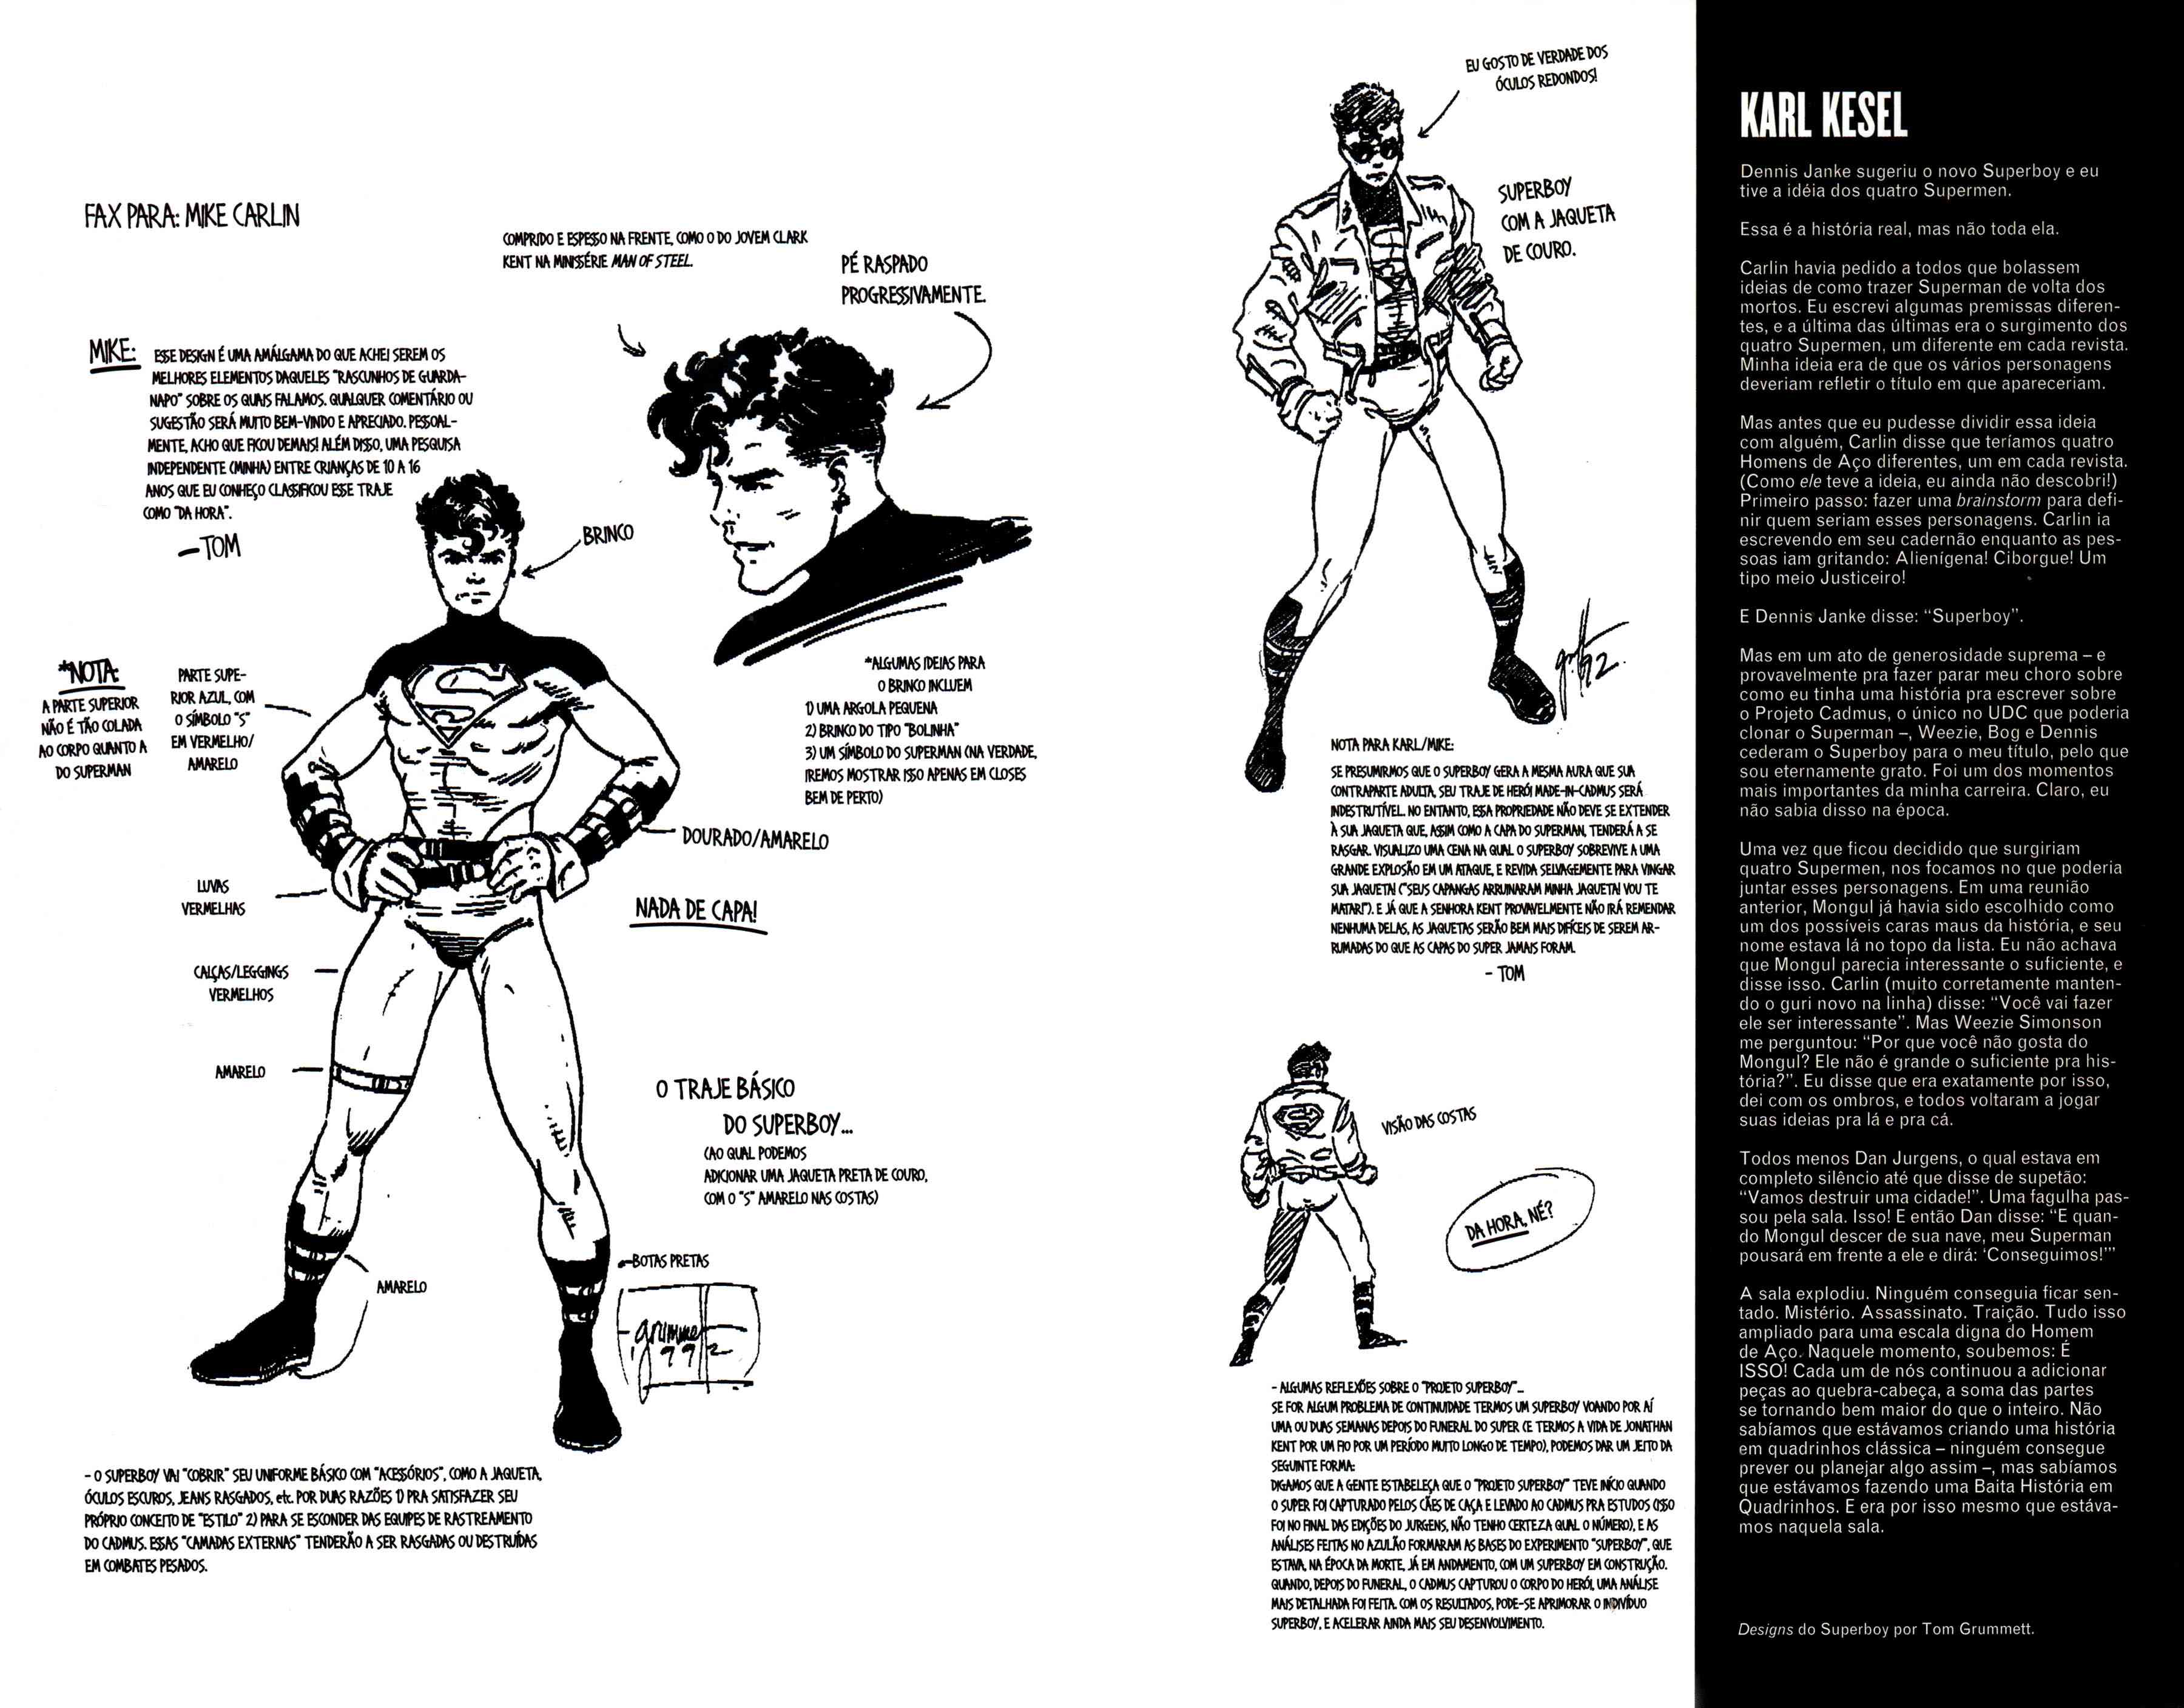 FAX PARA: MIKE CARLIN
COMPRIDO E ESPESSO NA FRENTE, COMO O DO JOVEM CLARK
KENT NA MINISSÉRIE MAN OF STEEL.
PÉ RASPADO
PROGRESSIVAMENTE.
MIKE:
ESSE DESIGN É UMA AMÁLGAMA DO QUE ACHEI SEREM OS
MELHORES ELEMENTOS DAQUELES "RASCUNHOS DE GUARDA-
NAPO" SOBRE OS QUAIS FALAMOS. QUALQUER COMENTÁRIO OU
SUGESTÃO SERÁ MUITO BEM-VINDO E APRECIADO. PESSOAL-
MENTE, ACHO QUE FICOU DEMAIS! ALÉM DISSO, UMA PESQUISA
INDEPENDENTE (MINHA) ENTRE CRIANÇAS DE 10 A 16
ANOS QUE EU CONHEÇO CLASSIFICOU ESSE TRAJE
COMO "DA HORA".
—TOM
BRINCO
*NOTA:
A PARTE SUPERIOR
NÃO É TÃO COLADA
AO CORPO QUANTO A
DO SUPERMAN
PARTE SUPE-
RIOR AZUL, COM
O SÍMBOLO "S"
EM VERMELHO/
AMARELO
*ALGUMAS IDEIAS PARA
O BRINCO INCLUEM
1) UMA ARGOLA PEQUENA
2) BRINCO DO TIPO "BOLINHA"
3) UM SÍMBOLO DO SUPERMAN (NA VERDADE,
IREMOS MOSTRAR ISSO APENAS EM CLOSES
BEM DE PERTO)
DOURADO/AMARELO
LUVAS
VERMELHAS
NADA DE CAPA!
CALÇAS/LEGGINGS
VERMELHOS
AMARELO
O TRAJE BÁSICO
DO SUPERBOY...
(AO QUAL PODEMOS
ADICIONAR UMA JAQUETA PRETA DE COURO,
COM O "S" AMARELO NAS COSTAS)
BOTAS PRETAS
AMARELO
grummett
1992
- O SUPERBOY VAI "COBRIR" SEU UNIFORME BÁSICO COM "ACESSÓRIOS", COMO A JAQUETA,
ÓCULOS ESCUROS, JEANS RASGADOS, etc. POR DUAS RAZÕES 1) PRA SATISFAZER SEU
PRÓPRIO CONCEITO DE "ESTILO" 2) PARA SE ESCONDER DAS EQUIPES DE RASTREAMENTO
DO CADMUS. ESSAS "CAMADAS EXTERNAS" TENDERÃO A SER RASGADAS OU DESTRUÍDAS
EM COMBATES PESADOS.
EU GOSTO DE VERDADE DOS
ÓCULOS REDONDOS!
SUPERBOY
COM A JAQUETA
DE COURO.
NOTA PARA KARL/MIKE:
SE PRESUMIRMOS QUE O SUPERBOY GERA A MESMA AURA QUE SUA
CONTRAPARTE ADULTA, SEU TRAJE DE HERÓI MADE-IN-CADMUS SERÁ
INDESTRUTÍVEL. NO ENTANTO, ESSA PROPRIEDADE NÃO DEVE SE EXTENDER
À SUA JAQUETA QUE, ASSIM COMO A CAPA DO SUPERMAN, TENDERÁ A SE
RASGAR. VISUALIZO UMA CENA NA QUAL O SUPERBOY SOBREVIVE A UMA
GRANDE EXPLOSÃO EM UM ATAQUE, E REVIDA SELVAGEMENTE PARA VINGAR
SUA JAQUETA! ("SEUS CAPANGAS ARRUINARAM MINHA JAQUETA! VOU TE
MATAR!"). E JÁ QUE A SENHORA KENT PROVAVELMENTE NÃO IRÁ REMENDAR
NENHUMA DELAS, AS JAQUETAS SERÃO BEM MAIS DIFÍCEIS DE SEREM AR-
RUMADAS DO QUE AS CAPAS DO SUPER JAMAIS FORAM.
- TOM
VISÃO DAS COSTAS
DA HORA, NÉ?
- ALGUMAS REFLEXÕES SOBRE O "PROJETO SUPERBOY"...
SE FOR ALGUM PROBLEMA DE CONTINUIDADE TERMOS UM SUPERBOY VOANDO POR AÍ
UMA OU DUAS SEMANAS DEPOIS DO FUNERAL DO SUPER (E TERMOS A VIDA DE JONATHAN
KENT POR UM FIO POR UM PERÍODO MUITO LONGO DE TEMPO), PODEMOS DAR UM JEITO DA
SEGUINTE FORMA:
DIGAMOS QUE A GENTE ESTABELEÇA QUE O "PROJETO SUPERBOY" TEVE INÍCIO QUANDO
O SUPER FOI CAPTURADO PELOS CÃES DE CAÇA E LEVADO AO CADMUS PRA ESTUDOS (ISSO
FOI NO FINAL DAS EDIÇÕES DO JURGENS, NÃO TENHO CERTEZA QUAL O NÚMERO), E AS
ANÁLISES FEITAS NO AZULÃO FORMARAM AS BASES DO EXPERIMENTO "SUPERBOY", QUE
ESTAVA, NA ÉPOCA DA MORTE, JÁ EM ANDAMENTO, COM UM SUPERBOY EM CONSTRUÇÃO.
QUANDO, DEPOIS DO FUNERAL, O CADMUS CAPTUROU O CORPO DO HERÓI, UMA ANÁLISE
MAIS DETALHADA FOI FEITA. COM OS RESULTADOS, PODE-SE APRIMORAR O INDIVÍDUO
SUPERBOY, E ACELERAR AINDA MAIS SEU DESENVOLVIMENTO.
KARL KESEL
Dennis Janke sugeriu o novo Superboy e eu
tive a idéia dos quatro Supermen.
Essa é a história real, mas não toda ela.
Carlin havia pedido a todos que bolassem
ideias de como trazer Superman de volta dos
mortos. Eu escrevi algumas premissas diferen-
tes, e a última das últimas era o surgimento dos
quatro Supermen, um diferente em cada revista.
Minha ideia era de que os vários personagens
deveriam refletir o título em que apareceriam.
Mas antes que eu pudesse dividir essa ideia
com alguém, Carlin disse que teríamos quatro
Homens de Aço diferentes, um em cada revista.
(Como ele teve a ideia, eu ainda não descobri!)
Primeiro passo: fazer uma brainstorm para defi-
nir quem seriam esses personagens. Carlin ia
escrevendo em seu cadernão enquanto as pes-
soas iam gritando: Alienígena! Ciborgue! Um
tipo meio Justiceiro!
E Dennis Janke disse: “Superboy”.
Mas em um ato de generosidade suprema – e
provavelmente pra fazer parar meu choro sobre
como eu tinha uma história pra escrever sobre
o Projeto Cadmus, o único no UDC que poderia
clonar o Superman –, Weezie, Bog e Dennis
cederam o Superboy para o meu título, pelo que
sou eternamente grato. Foi um dos momentos
mais importantes da minha carreira. Claro, eu
não sabia disso na época.
Uma vez que ficou decidido que surgiriam
quatro Supermen, nos focamos no que poderia
juntar esses personagens. Em uma reunião
anterior, Mongul já havia sido escolhido como
um dos possíveis caras maus da história, e seu
nome estava lá no topo da lista. Eu não achava
que Mongul parecia interessante o suficiente, e
disse isso. Carlin (muito corretamente manten-
do o guri novo na linha) disse: “Você vai fazer
ele ser interessante”. Mas Weezie Simonson
me perguntou: “Por que você não gosta do
Mongul? Ele não é grande o suficiente pra his-
tória?”. Eu disse que era exatamente por isso,
dei com os ombros, e todos voltaram a jogar
suas ideias pra lá e pra cá.
Todos menos Dan Jurgens, o qual estava em
completo silêncio até que disse de supetão:
“Vamos destruir uma cidade!”. Uma fagulha pas-
sou pela sala. Isso! E então Dan disse: “E quan-
do Mongul descer de sua nave, meu Superman
pousará em frente a ele e dirá: ‘Conseguimos!’”
A sala explodiu. Ninguém conseguia ficar sen-
tado. Mistério. Assassinato. Traição. Tudo isso
ampliado para uma escala digna do Homem
de Aço. Naquele momento, soubemos: É
ISSO! Cada um de nós continuou a adicionar
peças ao quebra-cabeça, a soma das partes
se tornando bem maior do que o inteiro. Não
sabíamos que estávamos criando uma história
em quadrinhos clássica – ninguém consegue
prever ou planejar algo assim –, mas sabíamos
que estávamos fazendo uma Baita História em
Quadrinhos. E era por isso mesmo que estáva-
mos naquela sala.
Designs do Superboy por Tom Grummett.